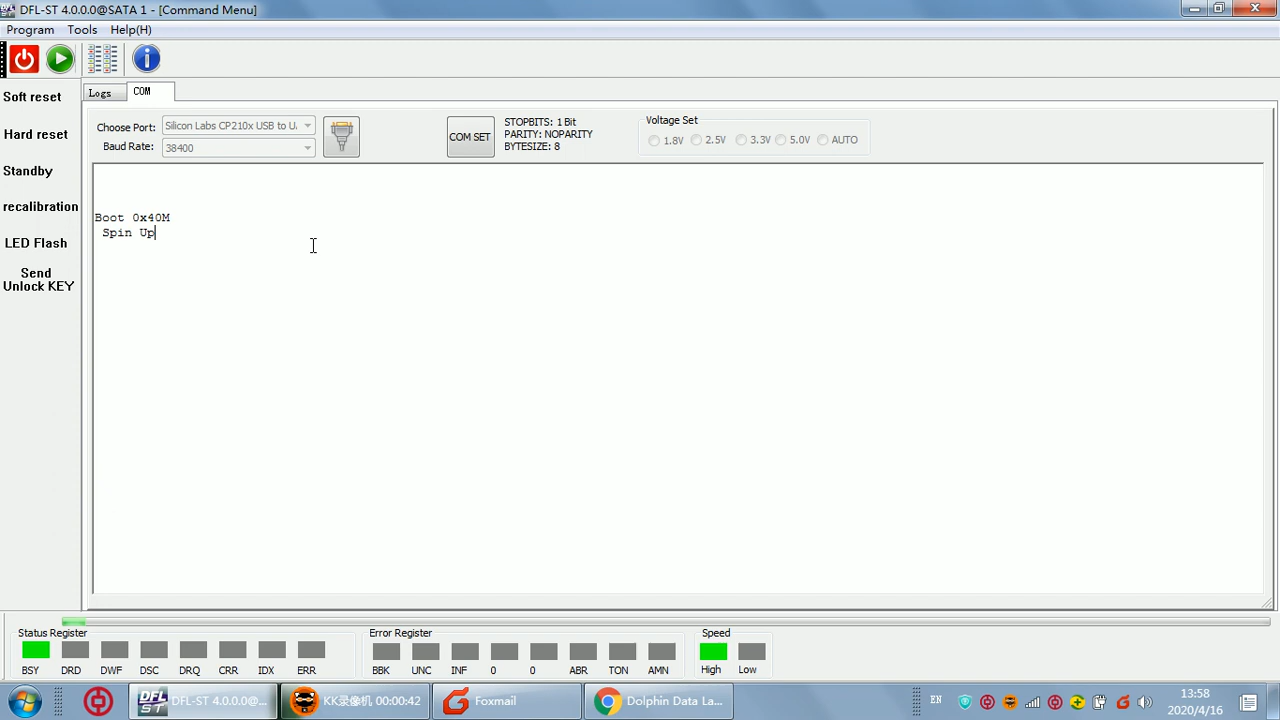 DFL-ST 4.0.0.0@SATA 1 - [Command Menu]
Program Tools Help(H)
Soft reset
Hard reset
Standby
recalibration
LED Flash
Send
Unlock KEY
Logs COM
Choose Port: Silicon Labs CP210x USB to U
Baud Rate: 38400
COM SET
STOPBITS: 1 Bit
PARITY: NOPARITY
BYTESIZE: 8
Voltage Set
1.8V 2.5V 3.3V 5.0V AUTO
Boot 0x40M
Spin Up
Status Register
BSY DRD DWF DSC DRQ CRR IDX ERR
Error Register
BBK UNC INF 0 0 ABR TON AMN
Speed
High Low
DFL-ST 4.0.0.0@...
KK录像机 00:00:42
Foxmail
Dolphin Data La...
EN
13:58
2020/4/16